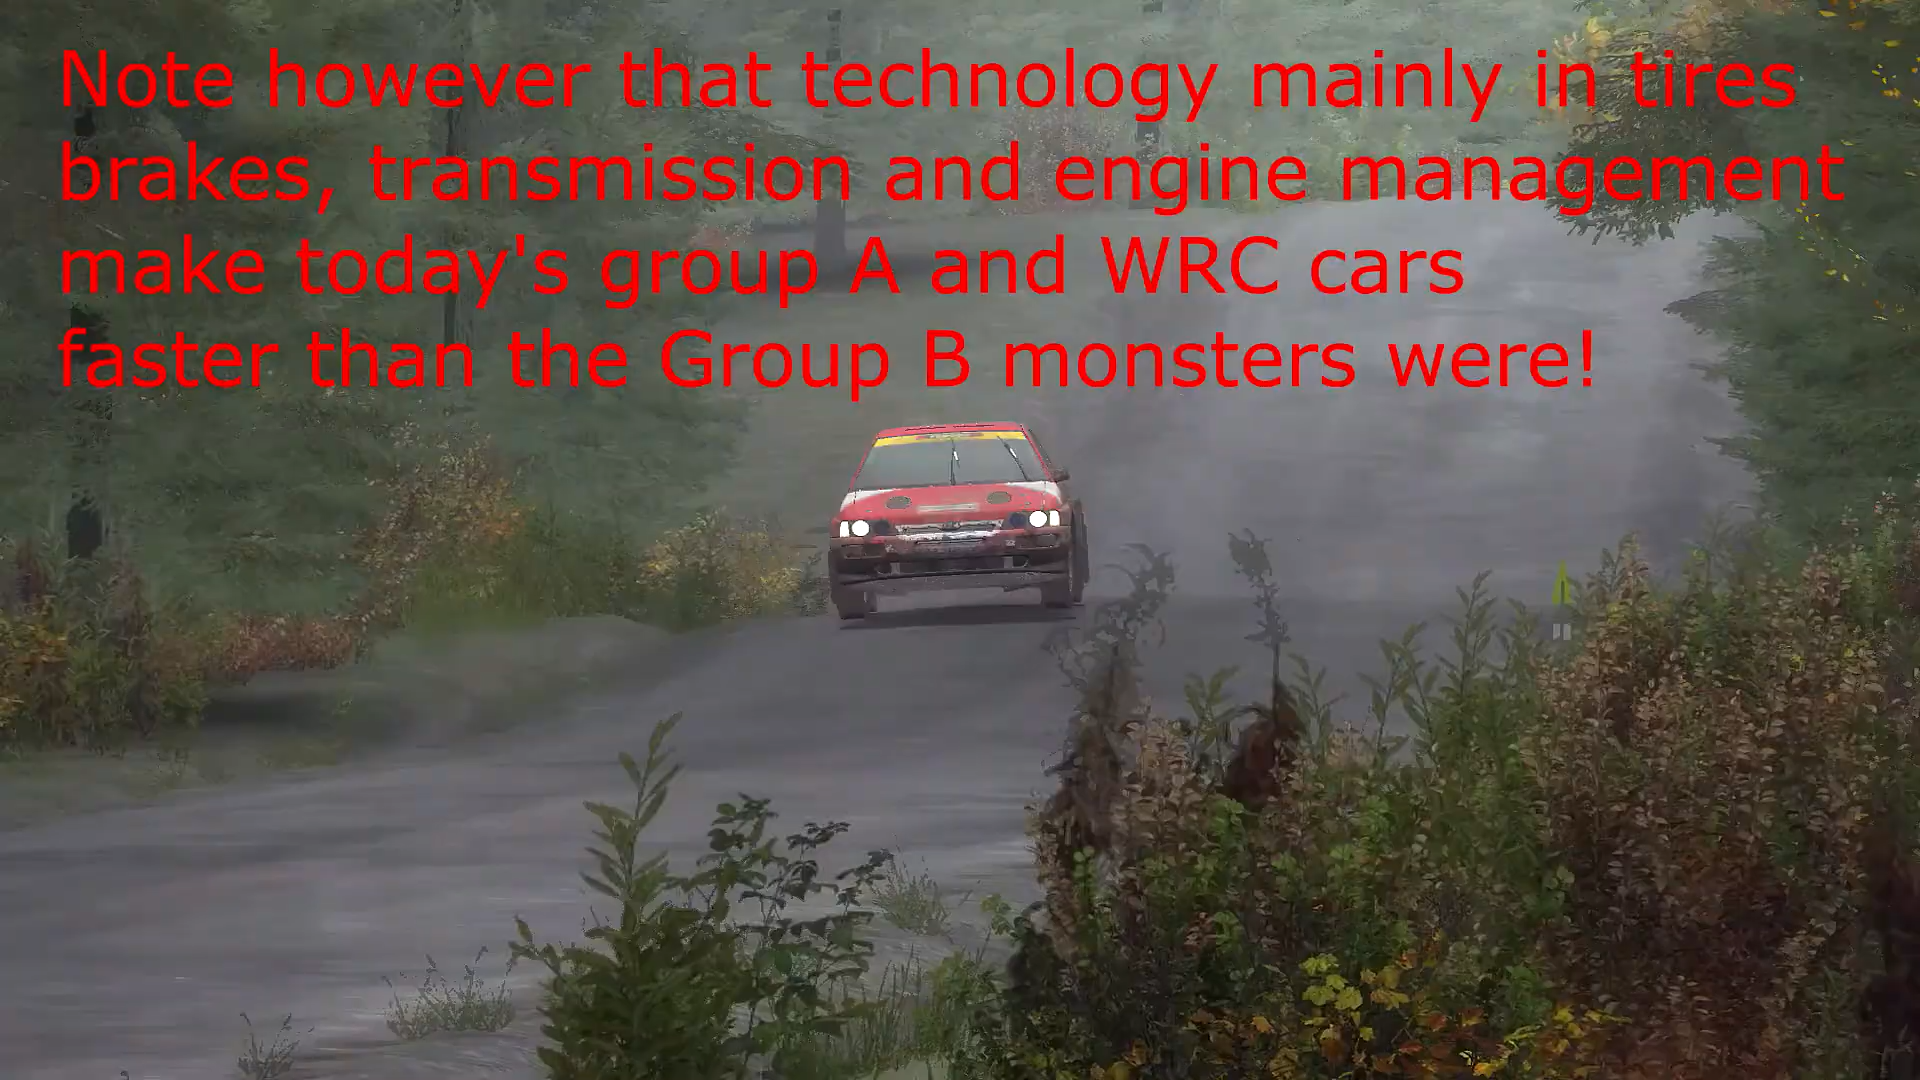 Note however that technology mainly in tires
brakes, transmission and engine management
make today's group A and WRC cars
faster than the Group B monsters were!